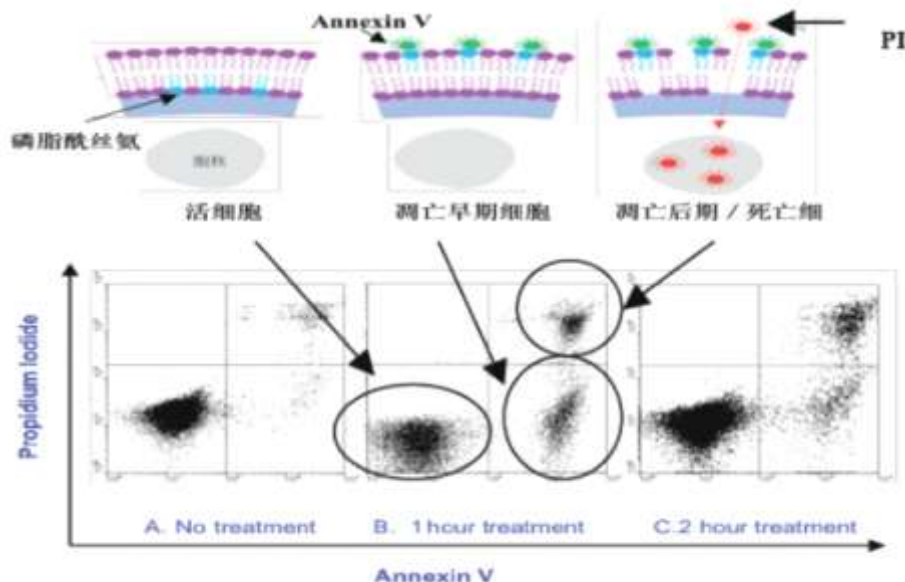 Annexin V
PI
磷脂酰丝氨
活细胞
凋亡早期细胞
凋亡后期 / 死亡细
Propidium Iodide
A. No treatment
B. 1 hour treatment
C.2 hour treatment
Annexin V